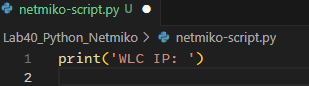 netmiko-script.py U
Lab40_Python_Netmiko > netmiko-script.py
1 print('WLC IP: ')
2